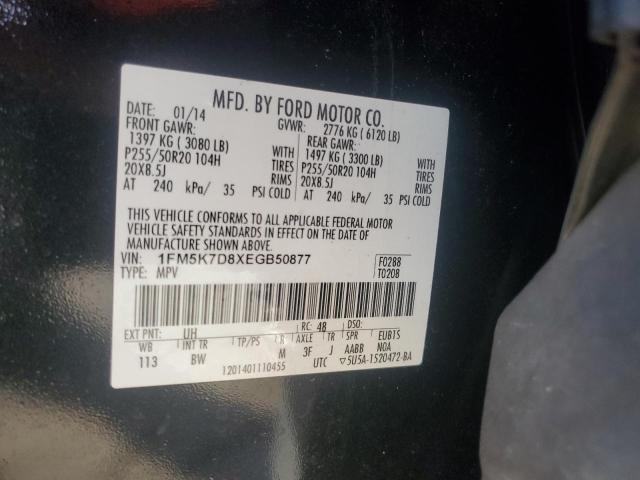 MFD. BY FORD MOTOR CO.
DATE: 01/14 GVWR: 2776 KG ( 6120 LB)
FRONT GAWR: REAR GAWR:
1397 KG ( 3080 LB) WITH 1497 KG ( 3300 LB) WITH
P255/50R20 104H TIRES P255/50R20 104H TIRES
20X8.5J RIMS 20X8.5J RIMS
AT 240 kPa/ 35 PSI COLD AT 240 kPa/ 35 PSI COLD
THIS VEHICLE CONFORMS TO ALL APPLICABLE FEDERAL MOTOR
VEHICLE SAFETY STANDARDS IN EFFECT ON THE DATE OF
MANUFACTURE SHOWN ABOVE.
VIN: 1FM5K7D8XEGB50877 F0288
TYPE: MPV T0208
EXT PNT: UH RC: 48 DSO:
WB INT TR TP/PS R AXLE TR SPR EUB1S
113 BW M 3F J AABB NOA
1201401110455 UTC ▽5U5A-1520472-BA